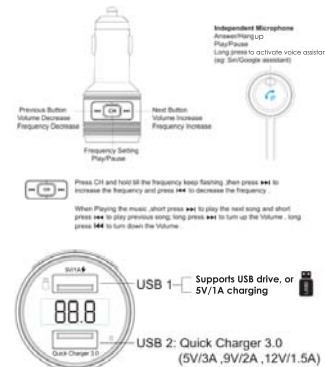 Independent Microphone
Answer/Hang up
Play/Pause
Long press to activate voice assistar
(eg: Siri/Google assistant)
Previous Button
Volume Decrease
Frequency Decrease
CH
Next Button
Volume Increase
Frequency Increase
Frequency Setting
Play/Pause
CH
Press CH and hold till the frequency keep flashing ,then press ▶▶I to
increase the frequency and press I◀◀ to decrease the frequency .
When Playing the music ,short press ▶▶I to play the next song and short
press I◀◀ to play previous song; long press ▶▶I to turn up the Volume , long
press I◀◀ to turn down the Volume .
5V/1A
USB 1
Supports USB drive, or
5V/1A charging
88.8
USB 2: Quick Charger 3.0
(5V/3A ,9V/2A ,12V/1.5A)
Quick Charger 3.0